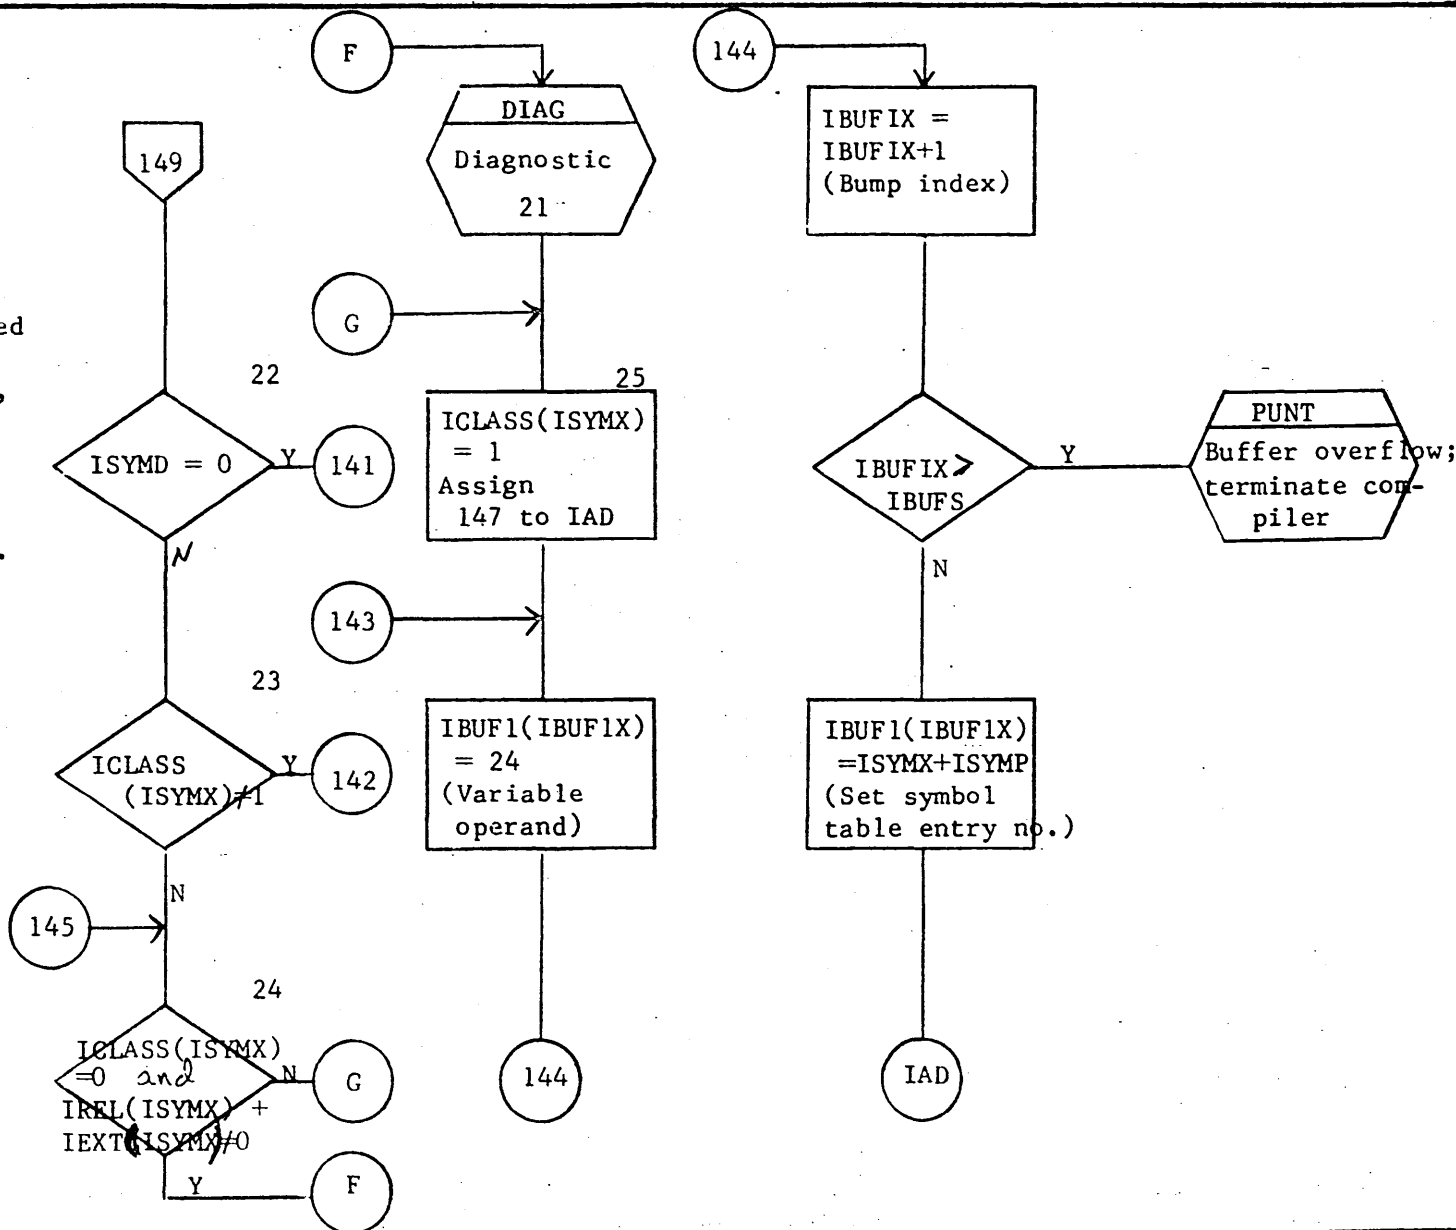 ed
,
.
149
22
ISYMD = 0
Y
141
N
23
ICLASS
(ISYMX)≠1
Y
142
N
145
24
ICLASS(ISYMX)
=0 and
IREL(ISYMX) +
IEXT(ISYMX)≠0
N
G
Y
F
F
DIAG
Diagnostic
21
G
25
ICLASS(ISYMX)
= 1
Assign
147 to IAD
143
IBUF1(IBUF1X)
= 24
(Variable
operand)
144
144
IBUFIX =
IBUFIX+1
(Bump index)
IBUFIX>
IBUFS
Y
PUNT
Buffer overflow;
terminate com-
piler
N
IBUF1(IBUF1X)
=ISYMX+ISYMP
(Set symbol
table entry no.)
IAD